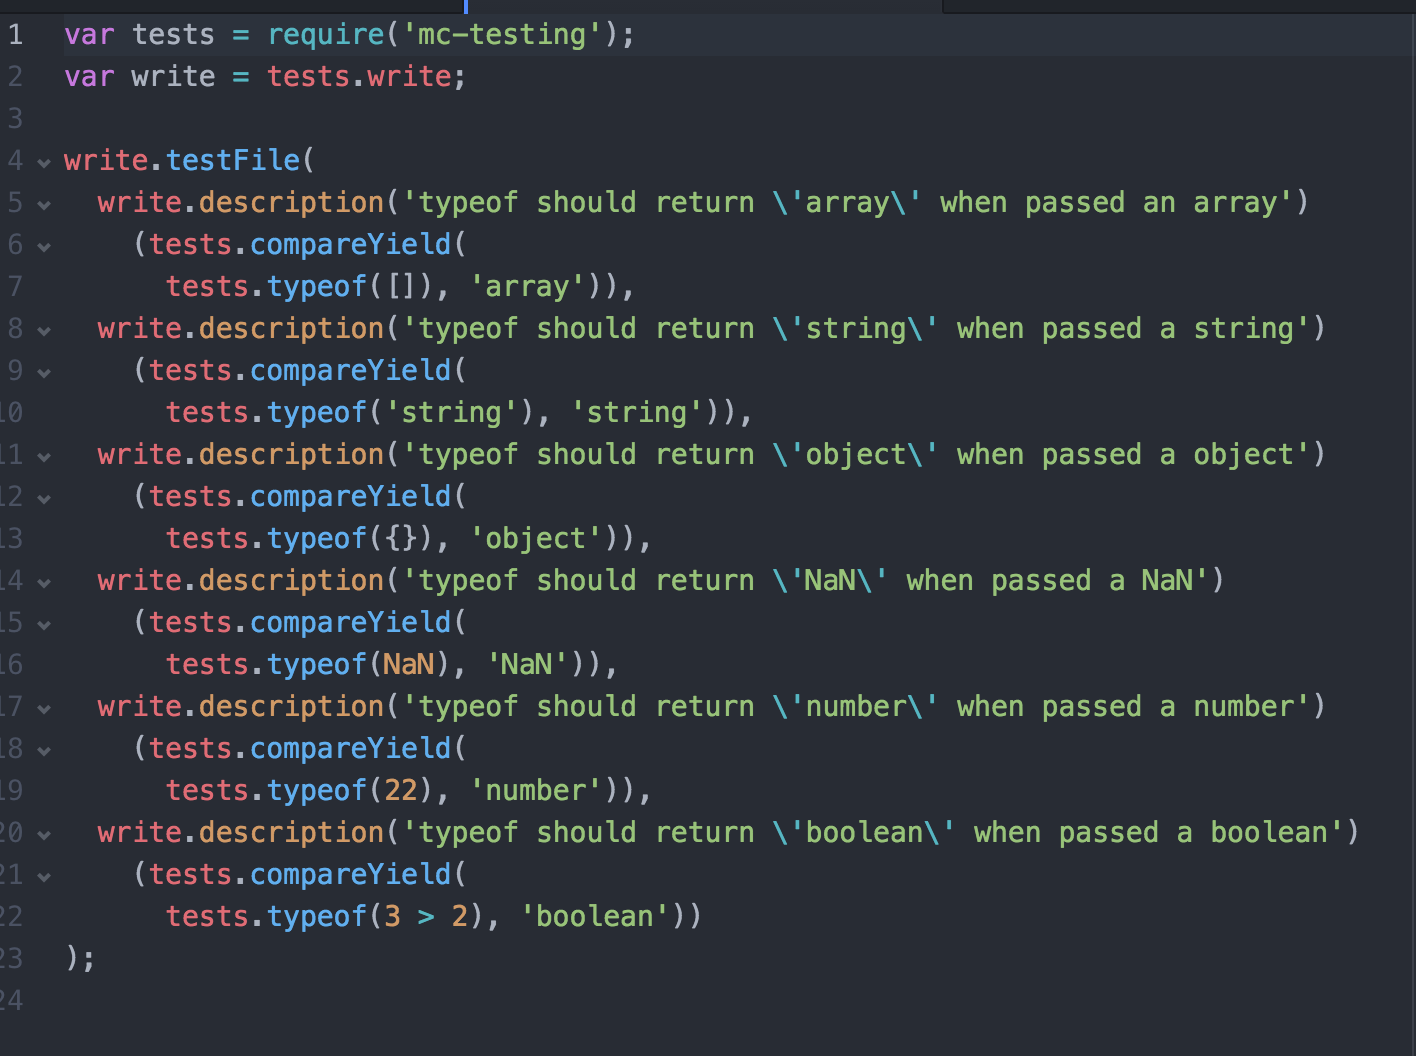 1 var tests = require('mc-testing');
2 var write = tests.write;
3
4 write.testFile(
5 write.description('typeof should return \'array\' when passed an array')
6 (tests.compareYield(
7 tests.typeof([]), 'array')),
8 write.description('typeof should return \'string\' when passed a string')
9 (tests.compareYield(
10 tests.typeof('string'), 'string')),
11 write.description('typeof should return \'object\' when passed a object')
12 (tests.compareYield(
13 tests.typeof({}), 'object')),
14 write.description('typeof should return \'NaN\' when passed a NaN')
15 (tests.compareYield(
16 tests.typeof(NaN), 'NaN')),
17 write.description('typeof should return \'number\' when passed a number')
18 (tests.compareYield(
19 tests.typeof(22), 'number')),
20 write.description('typeof should return \'boolean\' when passed a boolean')
21 (tests.compareYield(
22 tests.typeof(3 > 2), 'boolean'))
23 );
24